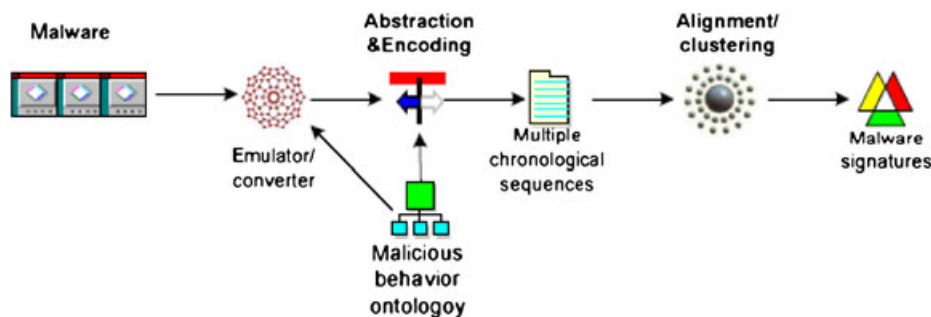 Malware
Abstraction
&Encoding
Alignment/
clustering
Emulator/
converter
Multiple
chronological
sequences
Malware
signatures
Malicious
behavior
ontologoy